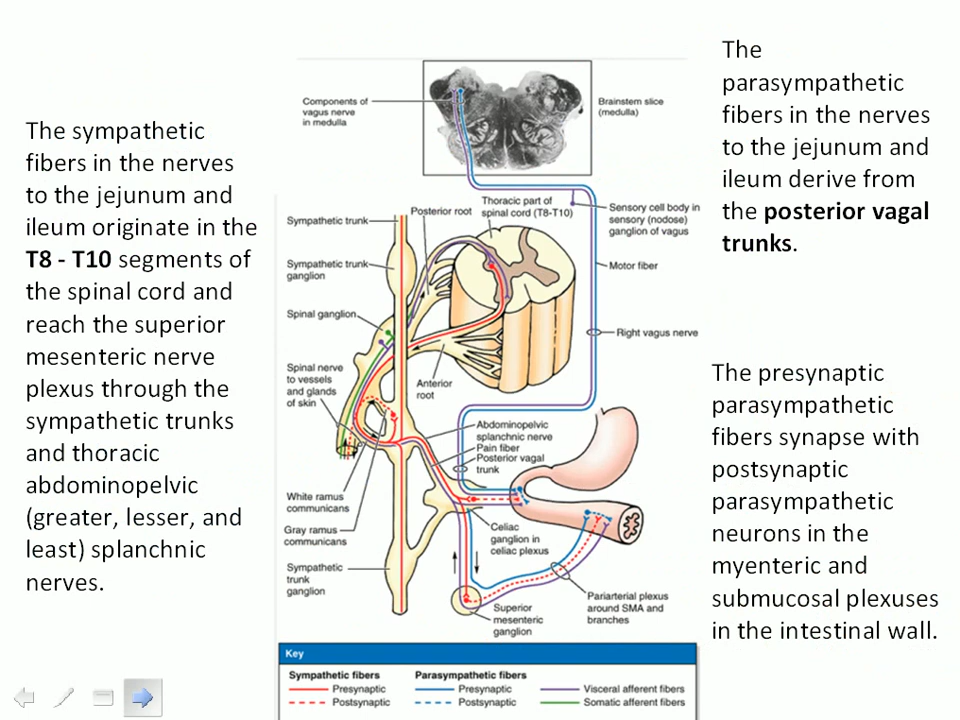 The sympathetic
fibers in the nerves
to the jejunum and
ileum originate in the
T8 - T10 segments of
the spinal cord and
reach the superior
mesenteric nerve
plexus through the
sympathetic trunks
and thoracic
abdominopelvic
(greater, lesser, and
least) splanchnic
nerves.
Components of
vagus nerve
in medulla
Brainstem slice
(medulla)
Sympathetic trunk
Posterior root
Thoracic part of
spinal cord (T8-T10)
Sensory cell body in
sensory (nodose)
ganglion of vagus
Sympathetic trunk
ganglion
Motor fiber
Spinal ganglion
Right vagus nerve
Spinal nerve
to vessels
and glands
of skin
Anterior
root
Abdominopelvic
splanchnic nerve
Pain fiber
Posterior vagal
trunk
White ramus
communicans
Gray ramus
communicans
Celiac
ganglion in
celiac plexus
Sympathetic
trunk
ganglion
Superior
mesenteric
ganglion
Pariarterial plexus
around SMA and
branches
Key
Sympathetic fibers
Presynaptic
Postsynaptic
Parasympathetic fibers
Presynaptic
Postsynaptic
Visceral afferent fibers
Somatic afferent fibers
The
parasympathetic
fibers in the nerves
to the jejunum and
ileum derive from
the posterior vagal
trunks.
The presynaptic
parasympathetic
fibers synapse with
postsynaptic
parasympathetic
neurons in the
myenteric and
submucosal plexuses
in the intestinal wall.